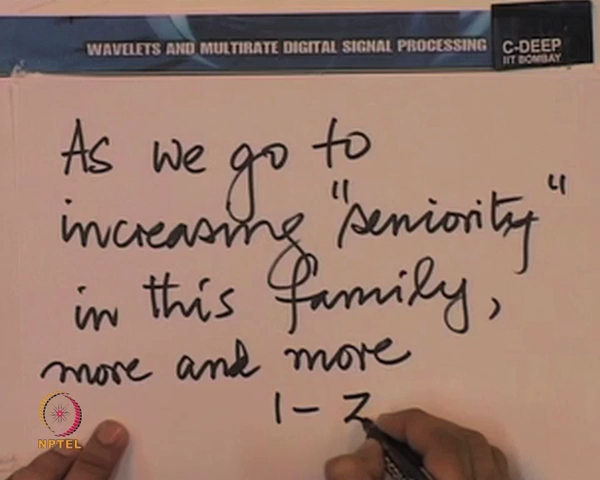 WAVELETS AND MULTIRATE DIGITAL SIGNAL PROCESSING
C-DEEP
IIT BOMBAY
As we go to
increasing "seniority"
in this family,
more and more
1 - z
NPTEL